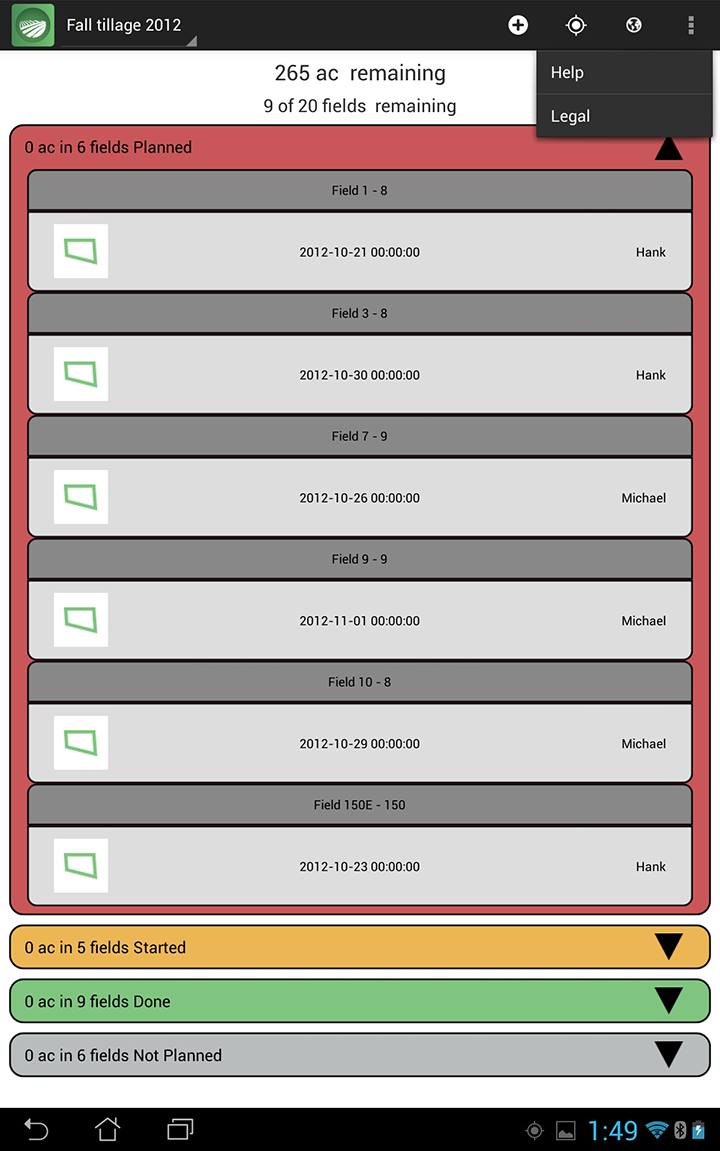 Fall tillage 2012
Help
Legal
265 ac  remaining
9 of 20 fields  remaining
0 ac in 6 fields Planned
Field 1 - 8
2012-10-21 00:00:00 Hank
Field 3 - 8
2012-10-30 00:00:00 Hank
Field 7 - 9
2012-10-26 00:00:00 Michael
Field 9 - 9
2012-11-01 00:00:00 Michael
Field 10 - 8
2012-10-29 00:00:00 Michael
Field 150E - 150
2012-10-23 00:00:00 Hank
0 ac in 5 fields Started
0 ac in 9 fields Done
0 ac in 6 fields Not Planned
1:49